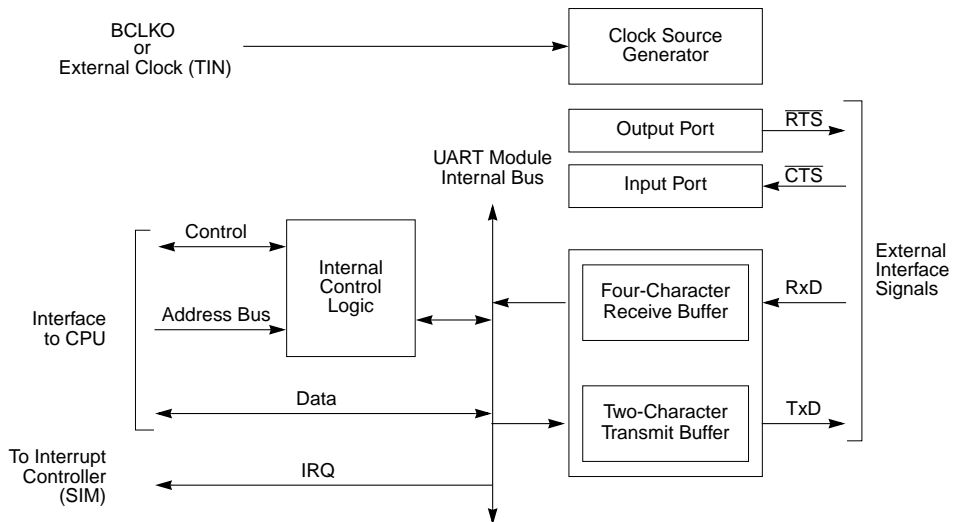 BCLKO
or
External Clock (TIN)
Clock Source
Generator
Output Port
RTS
UART Module
Internal Bus
Input Port
CTS
Control
Internal
Control
Logic
External
Interface
Signals
Four-Character
Receive Buffer
RxD
Interface
to CPU
Address Bus
Data
Two-Character
Transmit Buffer
TxD
To Interrupt
Controller
(SIM)
IRQ